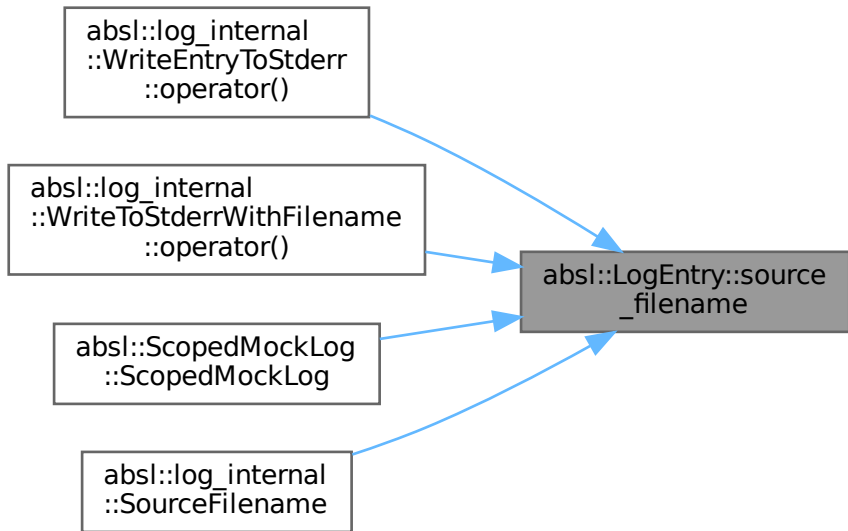 absl::log_internal
::WriteEntryToStderr
::operator()
absl::log_internal
::WriteToStderrWithFilename
::operator()
absl::ScopedMockLog
::ScopedMockLog
absl::log_internal
::SourceFilename
absl::LogEntry::source
_filename